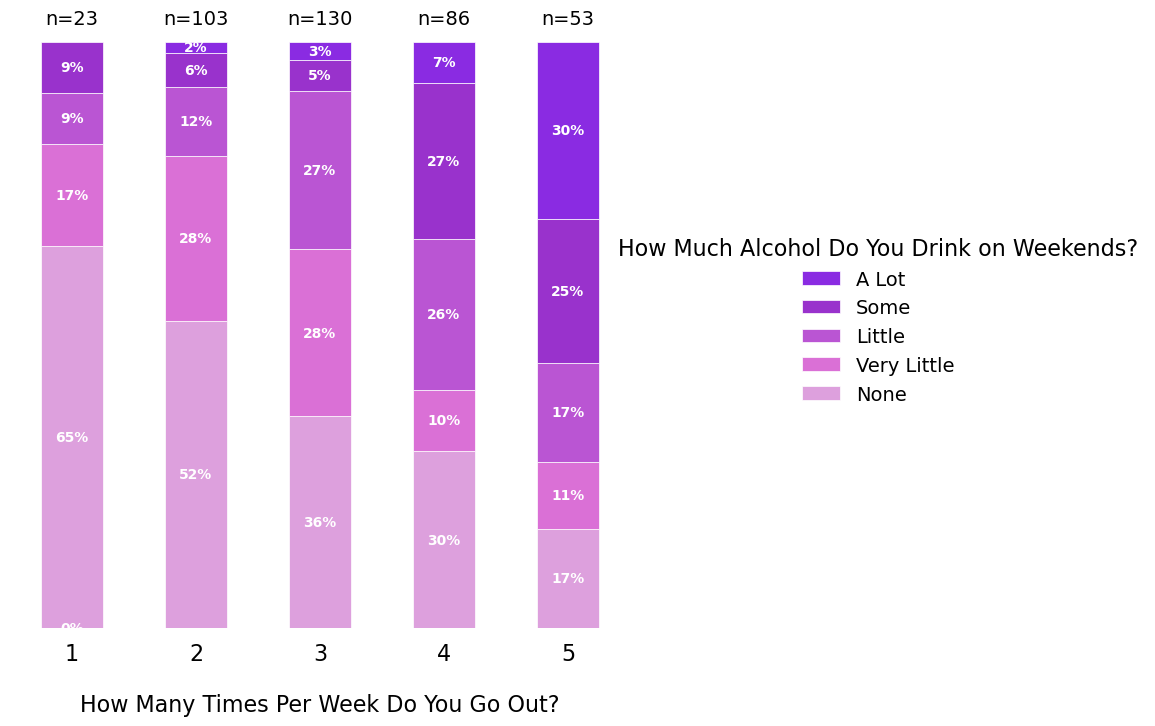 n=23 n=103 n=130 n=86 n=53
9% 2% 3% 7% 30%
9% 6% 5% 27% 25%
17% 12% 27% 26% 17%
65% 28% 28% 10% 11%
0% 52% 36% 30% 17%
1 2 3 4 5
How Many Times Per Week Do You Go Out?
How Much Alcohol Do You Drink on Weekends?
A Lot
Some
Little
Very Little
None